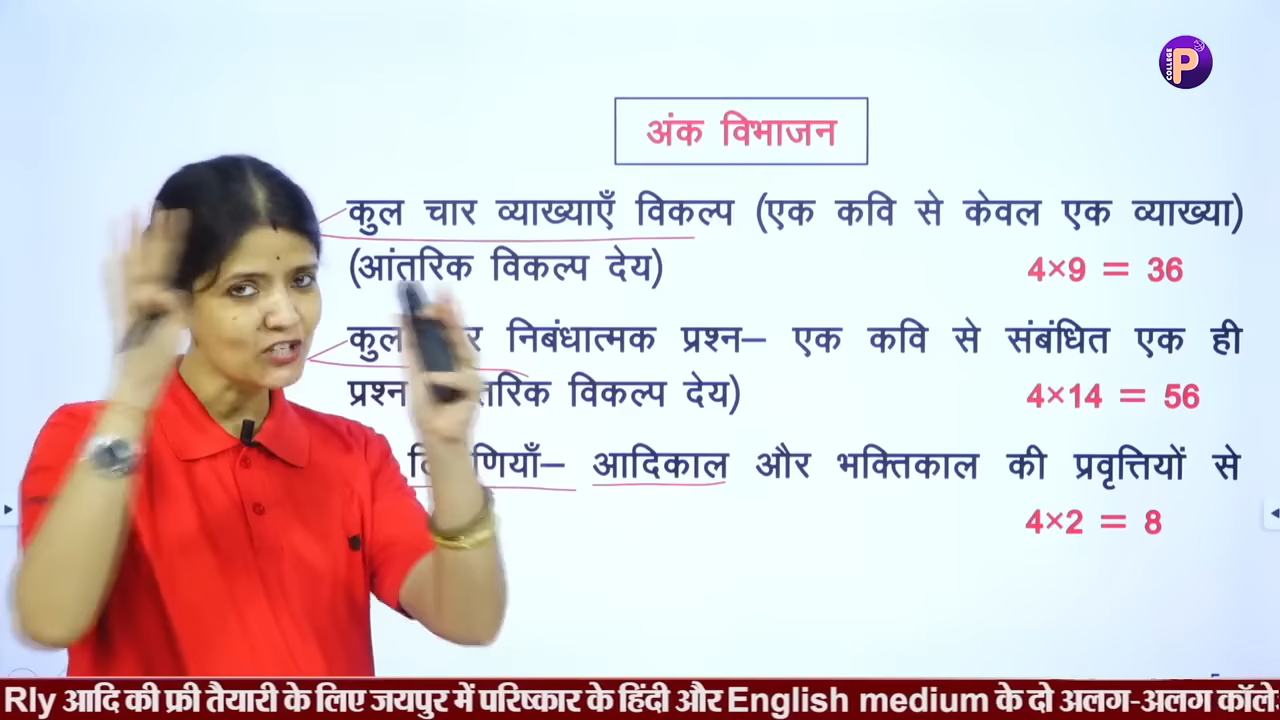 COLLEGE P
अंक विभाजन
कुल चार व्याख्याएँ विकल्प (एक कवि से केवल एक व्याख्या)
(आंतरिक विकल्प देय) 4×9 = 36
कुल निबंधात्मक प्रश्न– एक कवि से संबंधित एक ही
प्रश्न विकल्प देय) 4×14 = 56
आदिकाल और भक्तिकाल की प्रवृत्तियों से
4×2 = 8
Rly आदि की फ्री तैयारी के लिए जयपुर में परिष्कार के हिंदी और English medium के दो अलग-अलग